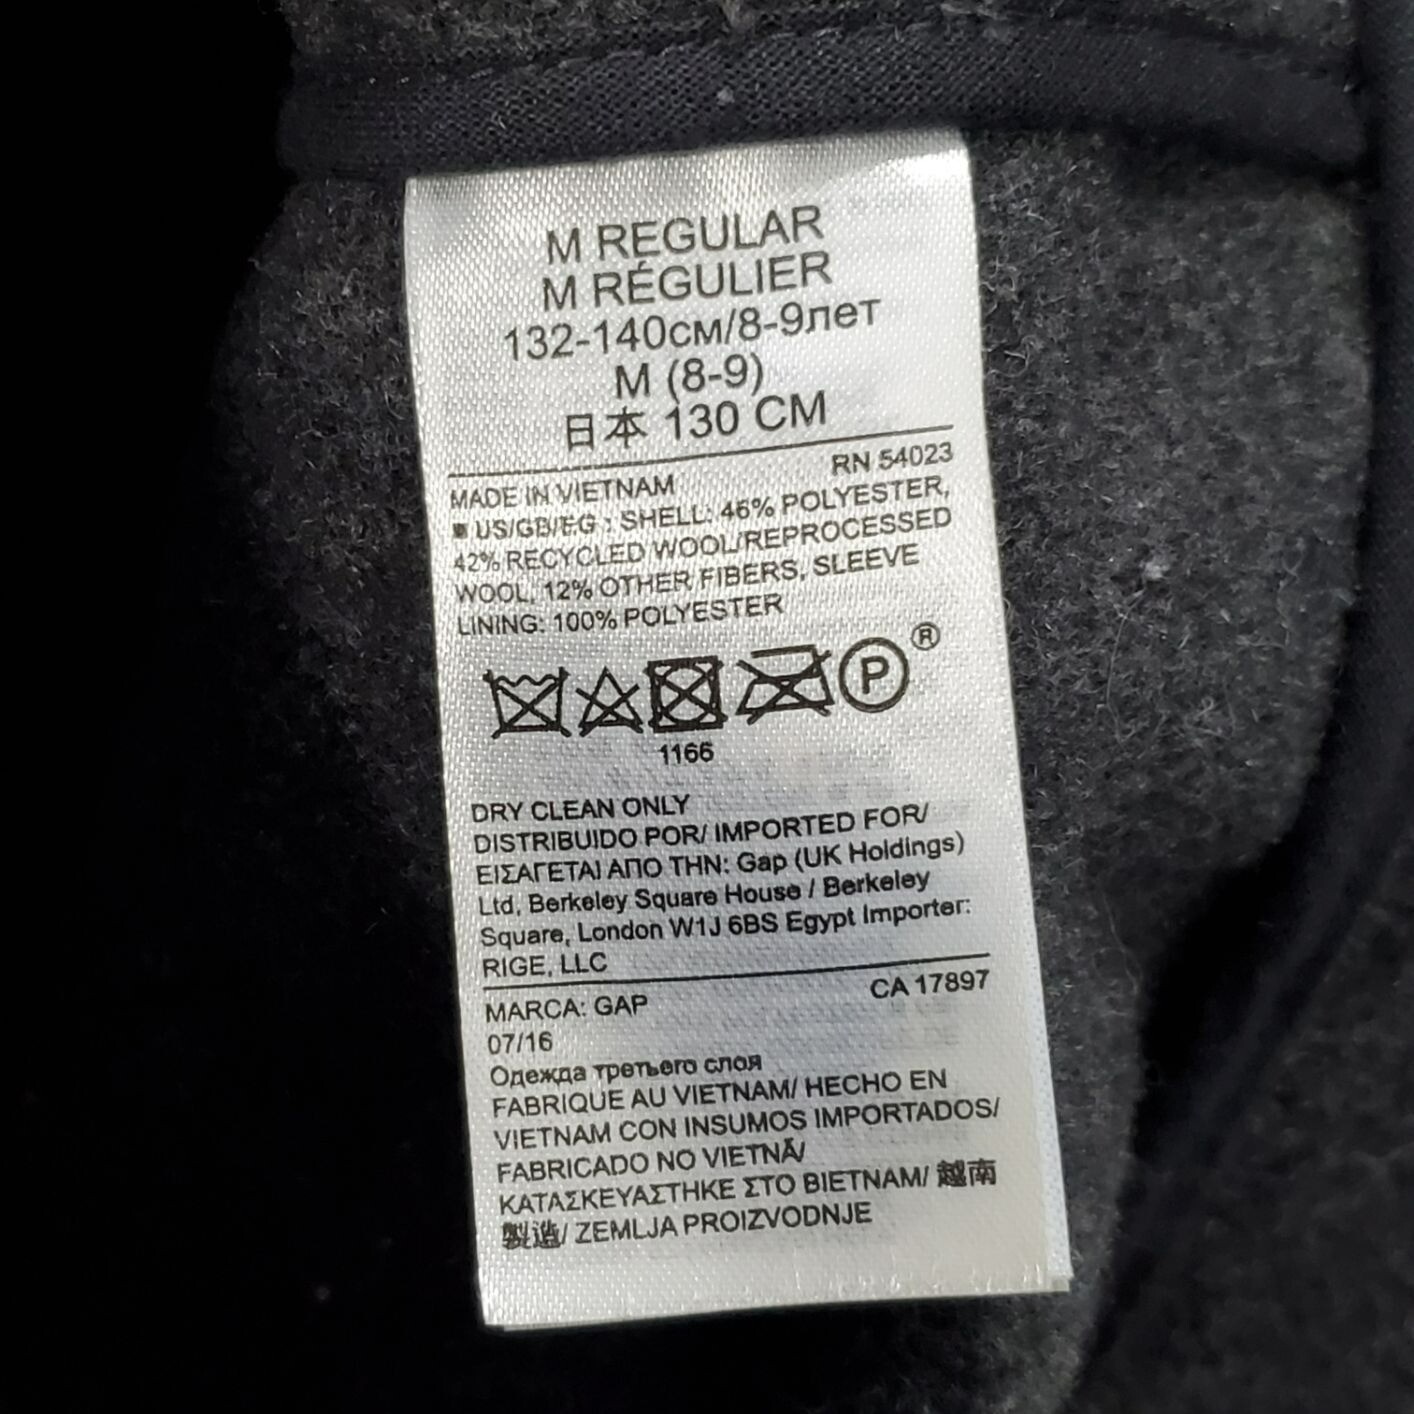 M REGULAR
M RÉGULIER
132-140см/8-9лет
M (8-9)
日本 130 CM
RN 54023
MADE IN VIETNAM
■ US/GB/EG : SHELL: 46% POLYESTER,
42% RECYCLED WOOL/REPROCESSED
WOOL, 12% OTHER FIBERS, SLEEVE
LINING: 100% POLYESTER
P ®
1166
DRY CLEAN ONLY
DISTRIBUIDO POR/ IMPORTED FOR/
ΕΙΣΑΓΕΤΑΙ ΑΠΟ ΤΗΝ: Gap (UK Holdings)
Ltd, Berkeley Square House / Berkeley
Square, London W1J 6BS Egypt Importer:
RIGE, LLC
MARCA: GAP CA 17897
07/16
Одежда третьего слоя
FABRIQUE AU VIETNAM/ HECHO EN
VIETNAM CON INSUMOS IMPORTADOS/
FABRICADO NO VIETNÃ/
ΚΑΤΑΣΚΕΥΑΣΤΗΚΕ ΣΤΟ ΒΙΕΤΝΑΜ/ 越南
製造/ ZEMLJA PROIZVODNJE